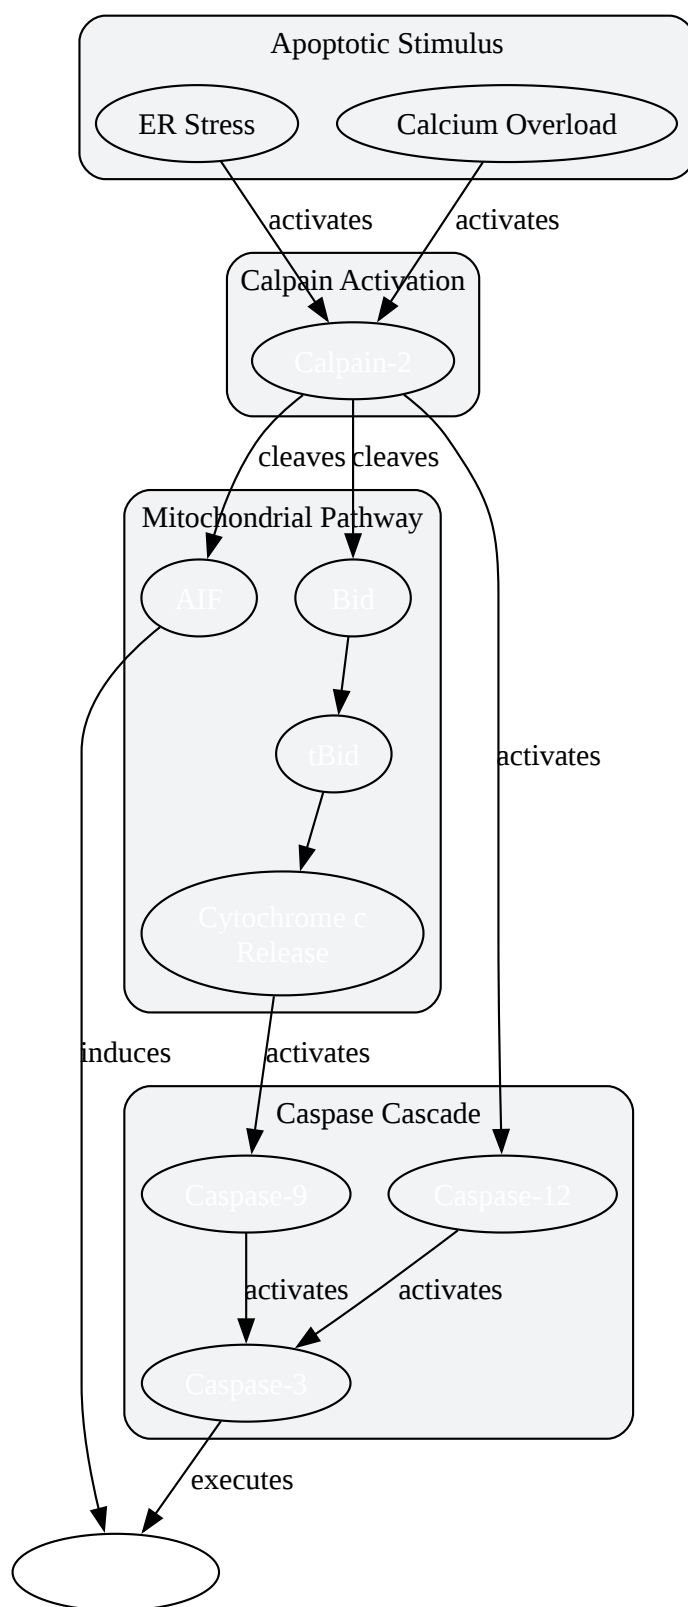 Apoptotic Stimulus
ER Stress
Calcium Overload
activates
activates
Calpain Activation
Calpain-2
cleaves
cleaves
Mitochondrial Pathway
AIF
Bid
tBid
activates
Cytochrome c
Release
induces
activates
Caspase Cascade
Caspase-9
Caspase-12
activates
activates
Caspase-3
executes